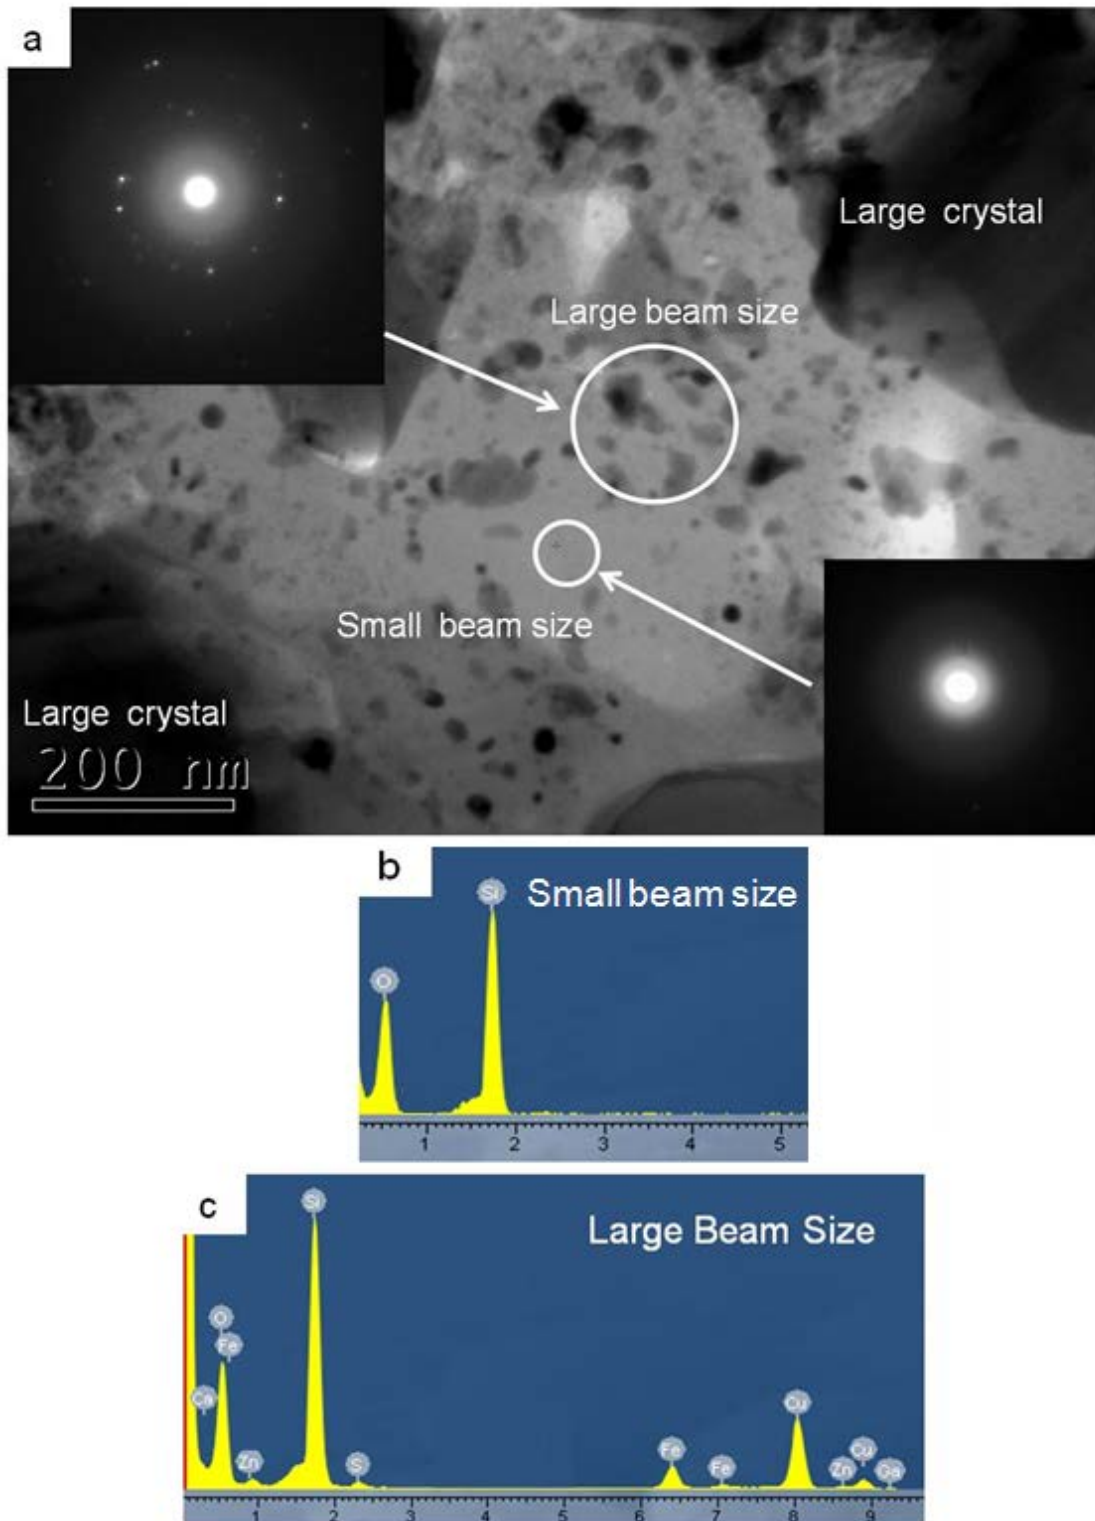 a
Large crystal
Large beam size
Small beam size
Large crystal
200 nm
b
Small beam size
Si
O
1 2 3 4 5
c
Large Beam Size
Si
O
Fe
Ca
Zn
S
Fe
Fe
Cu
Zn
Cu
Ga
1 2 3 4 5 6 7 8 9